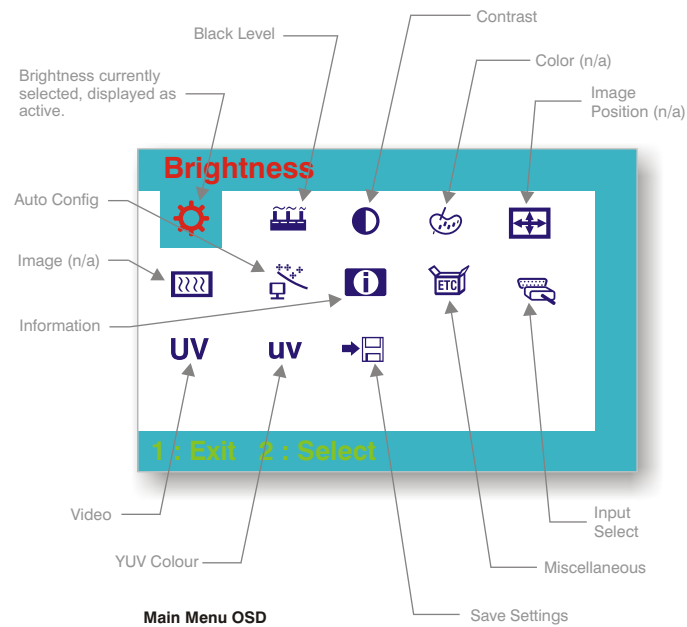 Contrast
Black Level
Color (n/a)
Brightness currently
selected, displayed as
active.
Image
Position (n/a)
Brightness
Auto Config
Image (n/a)
ETC
Information
UV
uv
1 : Exit 2 : Select
Video
Input
Select
YUV Colour
Miscellaneous
Main Menu OSD
Save Settings